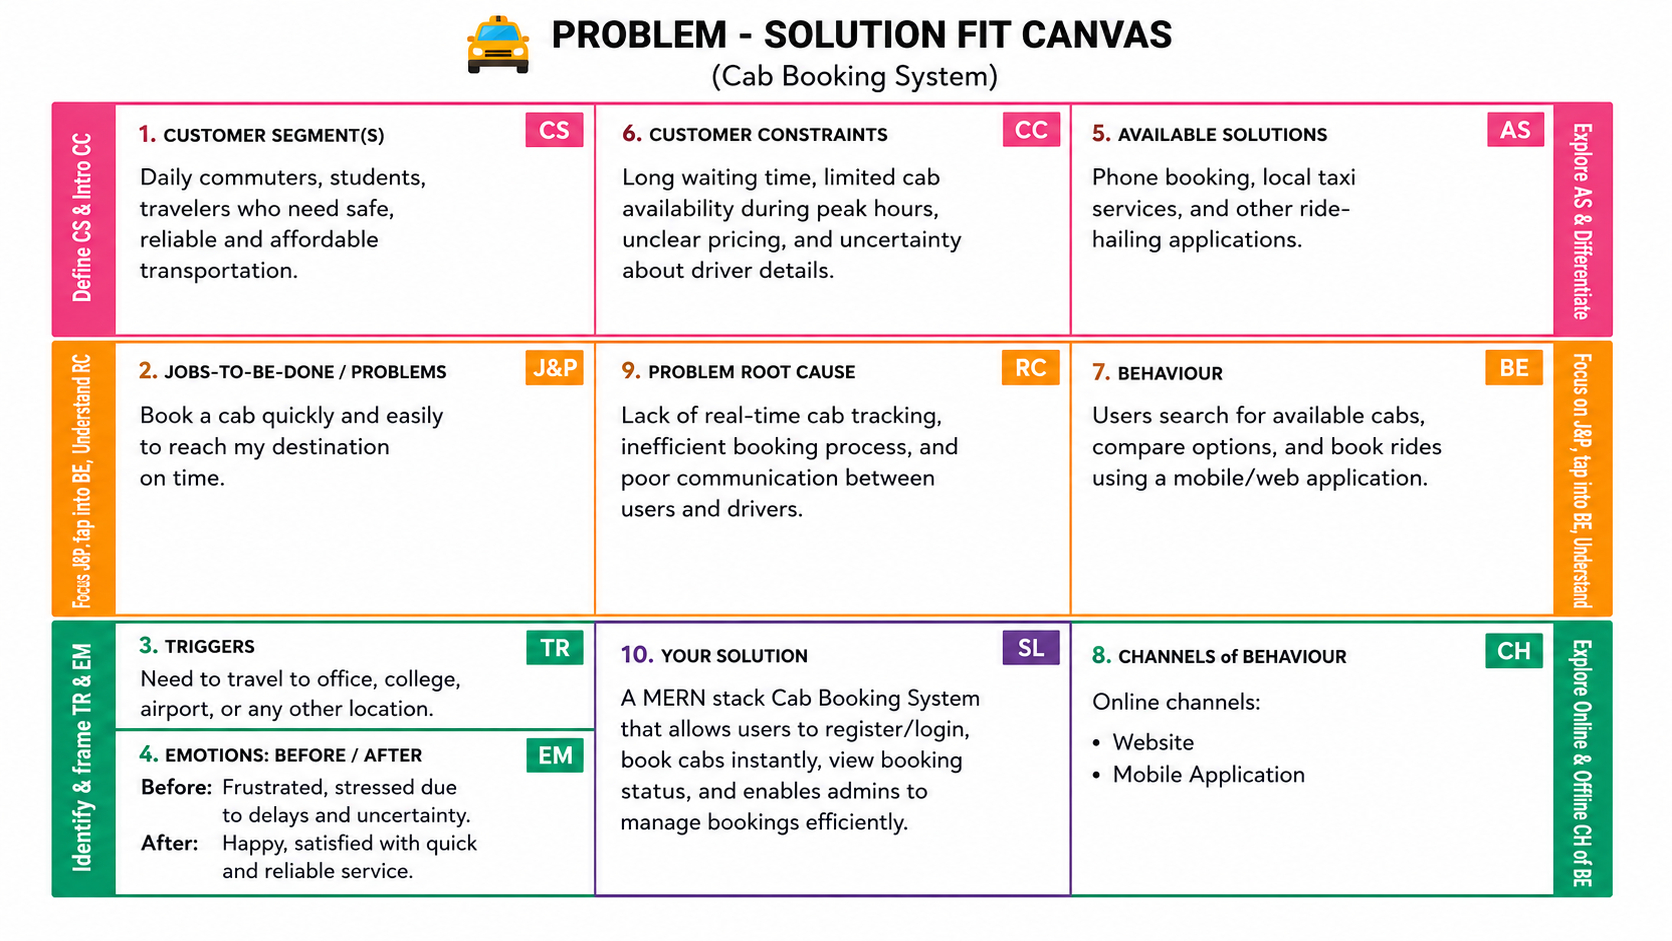 PROBLEM - SOLUTION FIT CANVAS
(Cab Booking System)
Define CS & Intro CC
1. CUSTOMER SEGMENT(S)
CS
Daily commuters, students,
travelers who need safe,
reliable and affordable
transportation.
6. CUSTOMER CONSTRAINTS
CC
Long waiting time, limited cab
availability during peak hours,
unclear pricing, and uncertainty
about driver details.
5. AVAILABLE SOLUTIONS
AS
Phone booking, local taxi
services, and other ride-
hailing applications.
Explore AS & Differentiate
Focus J&P, tap into BE, Understand RC
2. JOBS-TO-BE-DONE / PROBLEMS
J&P
Book a cab quickly and easily
to reach my destination
on time.
9. PROBLEM ROOT CAUSE
RC
Lack of real-time cab tracking,
inefficient booking process, and
poor communication between
users and drivers.
7. BEHAVIOUR
BE
Users search for available cabs,
compare options, and book rides
using a mobile/web application.
Focus on J&P, tap into BE, Understand
Identify & frame TR & EM
3. TRIGGERS
TR
Need to travel to office, college,
airport, or any other location.
4. EMOTIONS: BEFORE / AFTER
EM
Before: Frustrated, stressed due
to delays and uncertainty.
After: Happy, satisfied with quick
and reliable service.
10. YOUR SOLUTION
SL
A MERN stack Cab Booking System
that allows users to register/login,
book cabs instantly, view booking
status, and enables admins to
manage bookings efficiently.
8. CHANNELS of BEHAVIOUR
CH
Online channels:
• Website
• Mobile Application
Explore Online & Offline CH of BE